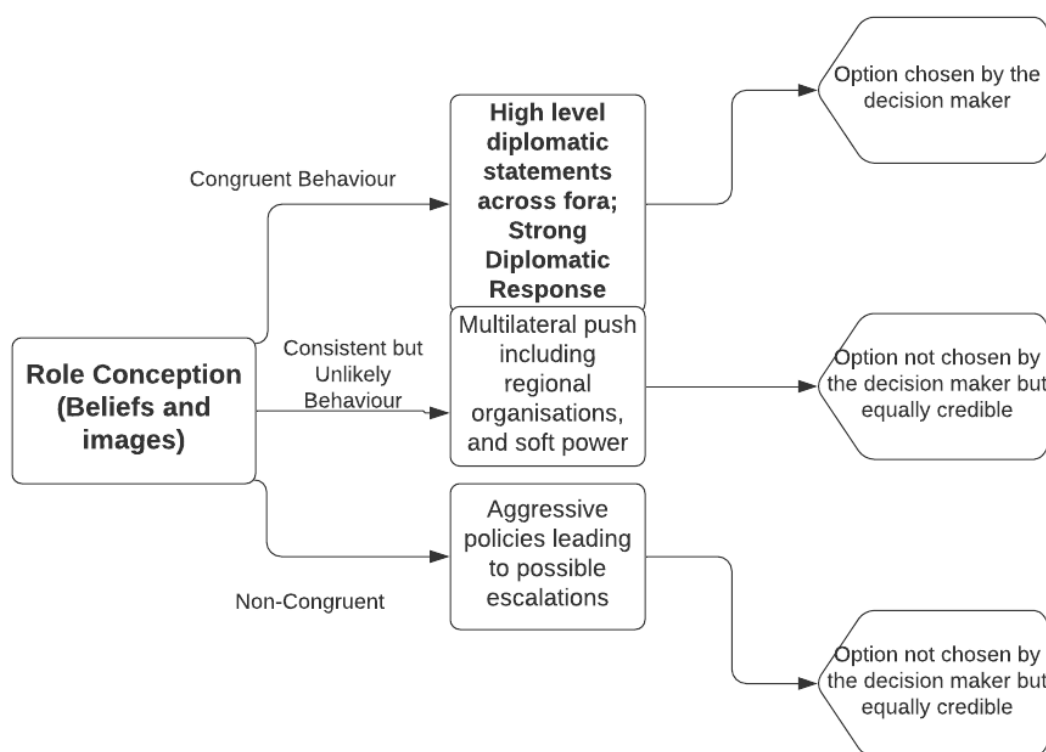 Option chosen by the
decision maker
High level
diplomatic
statements
across fora;
Strong
Diplomatic
Response
Congruent Behaviour
Multilateral push
including
regional
organisations,
and soft power
Consistent but
Unlikely
Behaviour
Option not chosen by
the decision maker but
equally credible
Role Conception
(Beliefs and
images)
Aggressive
policies leading
to possible
escalations
Non-Congruent
Option not chosen by
the decision maker but
equally credible